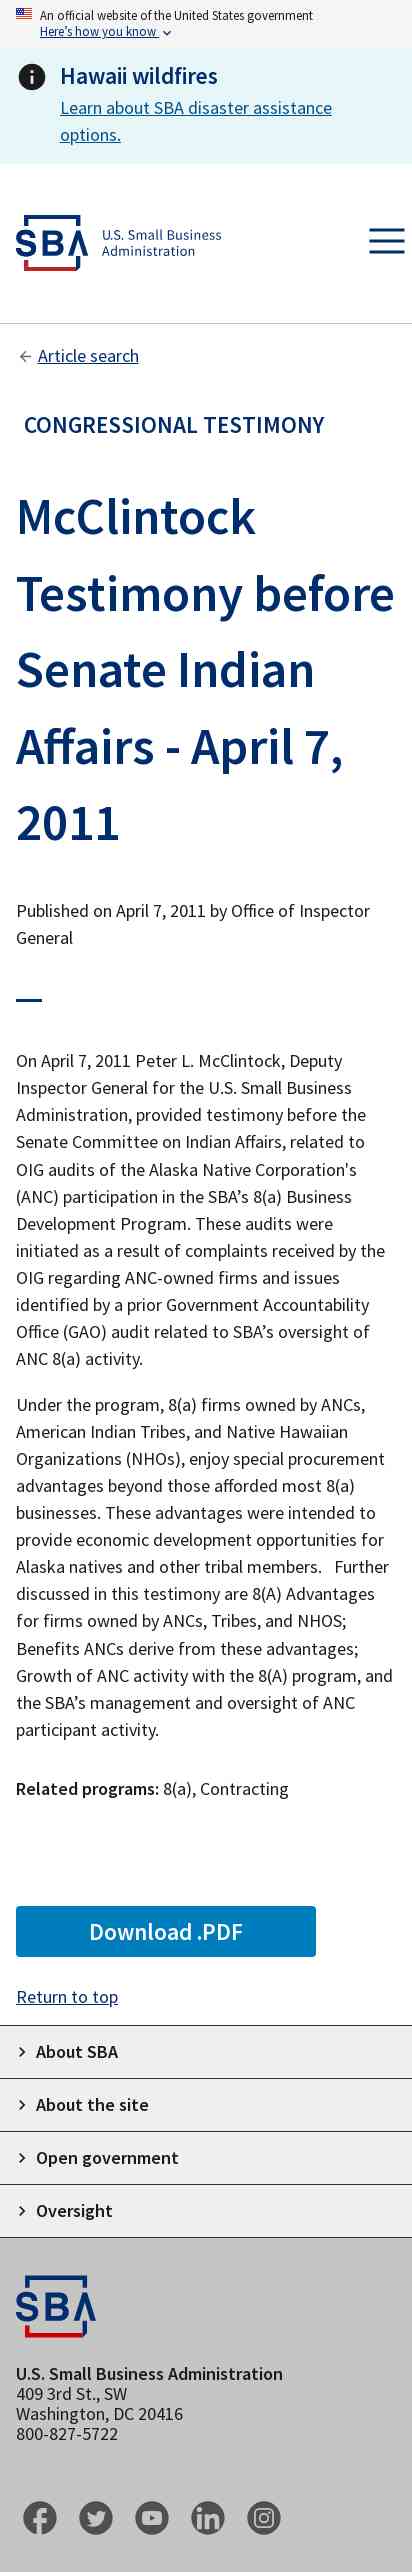 An official website of the United States government
Here's how you know
Hawaii wildfires
Learn about SBA disaster assistance
options.
SBA
U.S. Small Business
Administration
Article search
CONGRESSIONAL TESTIMONY
McClintock
Testimony before
Senate Indian
Affairs - April 7,
2011
Published on April 7, 2011 by Office of Inspector
General
On April 7, 2011 Peter L. McClintock, Deputy
Inspector General for the U.S. Small Business
Administration, provided testimony before the
Senate Committee on Indian Affairs, related to
OIG audits of the Alaska Native Corporation's
(ANC) participation in the SBA’s 8(a) Business
Development Program. These audits were
initiated as a result of complaints received by the
OIG regarding ANC-owned firms and issues
identified by a prior Government Accountability
Office (GAO) audit related to SBA’s oversight of
ANC 8(a) activity.
Under the program, 8(a) firms owned by ANCs,
American Indian Tribes, and Native Hawaiian
Organizations (NHOs), enjoy special procurement
advantages beyond those afforded most 8(a)
businesses. These advantages were intended to
provide economic development opportunities for
Alaska natives and other tribal members.   Further
discussed in this testimony are 8(A) Advantages
for firms owned by ANCs, Tribes, and NHOS;
Benefits ANCs derive from these advantages;
Growth of ANC activity with the 8(A) program, and
the SBA’s management and oversight of ANC
participant activity.
Related programs: 8(a), Contracting
Download .PDF
Return to top
About SBA
About the site
Open government
Oversight
SBA
U.S. Small Business Administration
409 3rd St., SW
Washington, DC 20416
800-827-5722